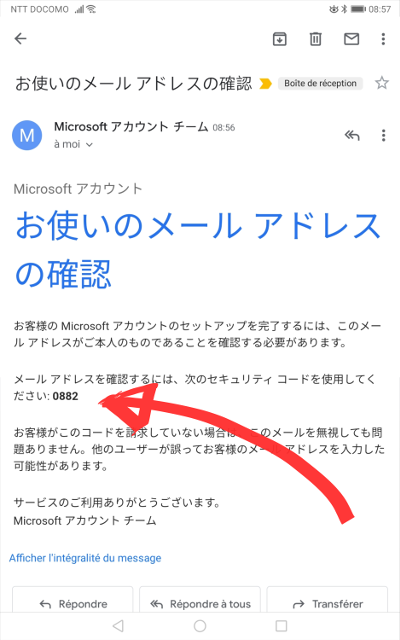 NTT DOCOMO 08:57
お使いのメール アドレスの確認 Boîte de réception
M
Microsoft アカウント チーム 08:56
à moi
Microsoft アカウント
お使いのメール アドレス
の確認
お客様の Microsoft アカウントのセットアップを完了するには、このメー
ル アドレスがご本人のものであることを確認する必要があります。
メール アドレスを確認するには、次のセキュリティ コードを使用してく
ださい: 0882
お客様がこのコードを請求していない場合は、このメールを無視しても問
題ありません。他のユーザーが誤ってお客様のメール アドレスを入力した
可能性があります。
サービスのご利用ありがとうございます。
Microsoft アカウント チーム
Afficher l'intégralité du message
Répondre Répondre à tous Transférer